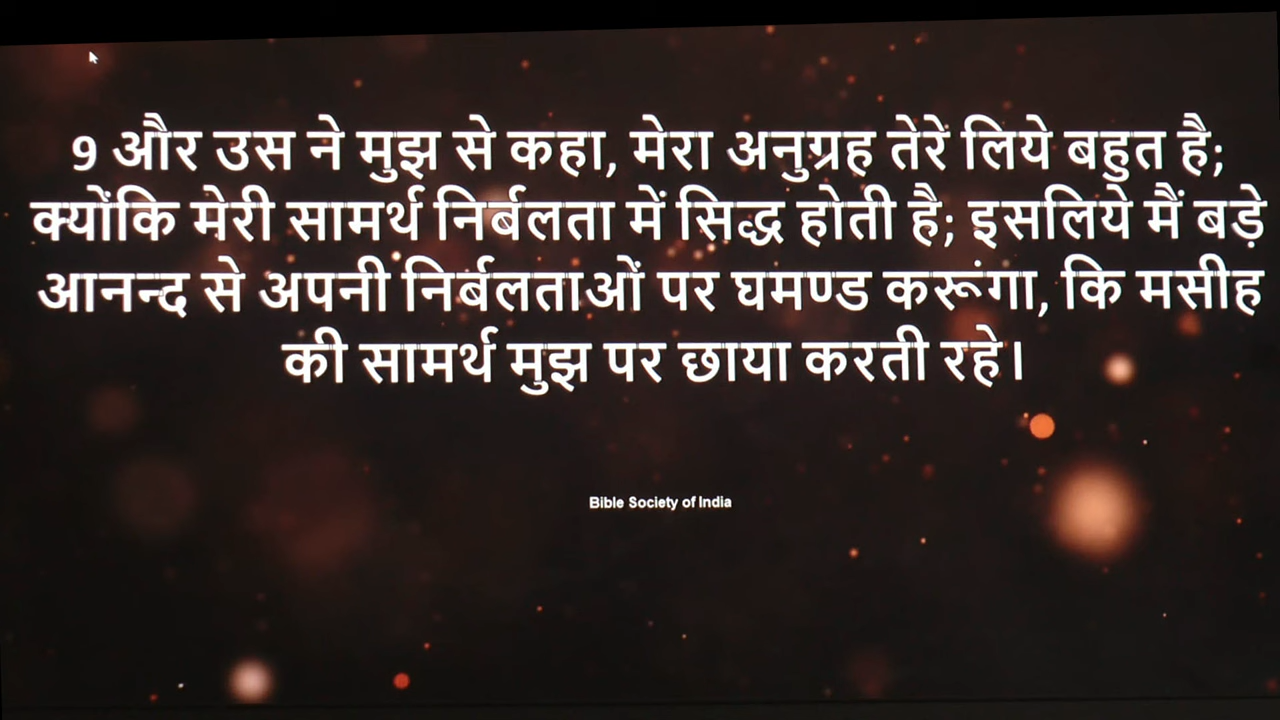 9 और उस ने मुझ से कहा, मेरा अनुग्रह तेरे लिये बहुत है;
क्योंकि मेरी सामर्थ निर्बलता में सिद्ध होती है; इसलिये मैं बड़े
आनन्द से अपनी निर्बलताओं पर घमण्ड करूंगा, कि मसीह
की सामर्थ मुझ पर छाया करती रहे।
Bible Society of India